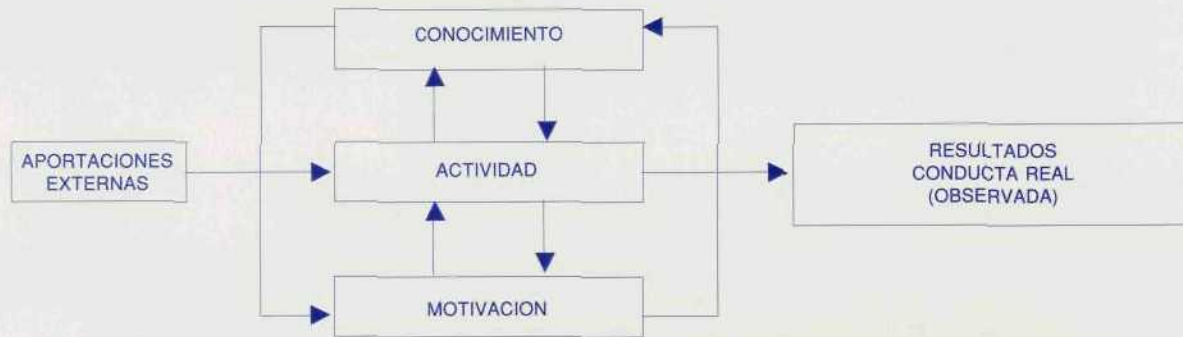 CONOCIMIENTO
APORTACIONES
EXTERNAS
ACTIVIDAD
RESULTADOS
CONDUCTA REAL
(OBSERVADA)
MOTIVACION